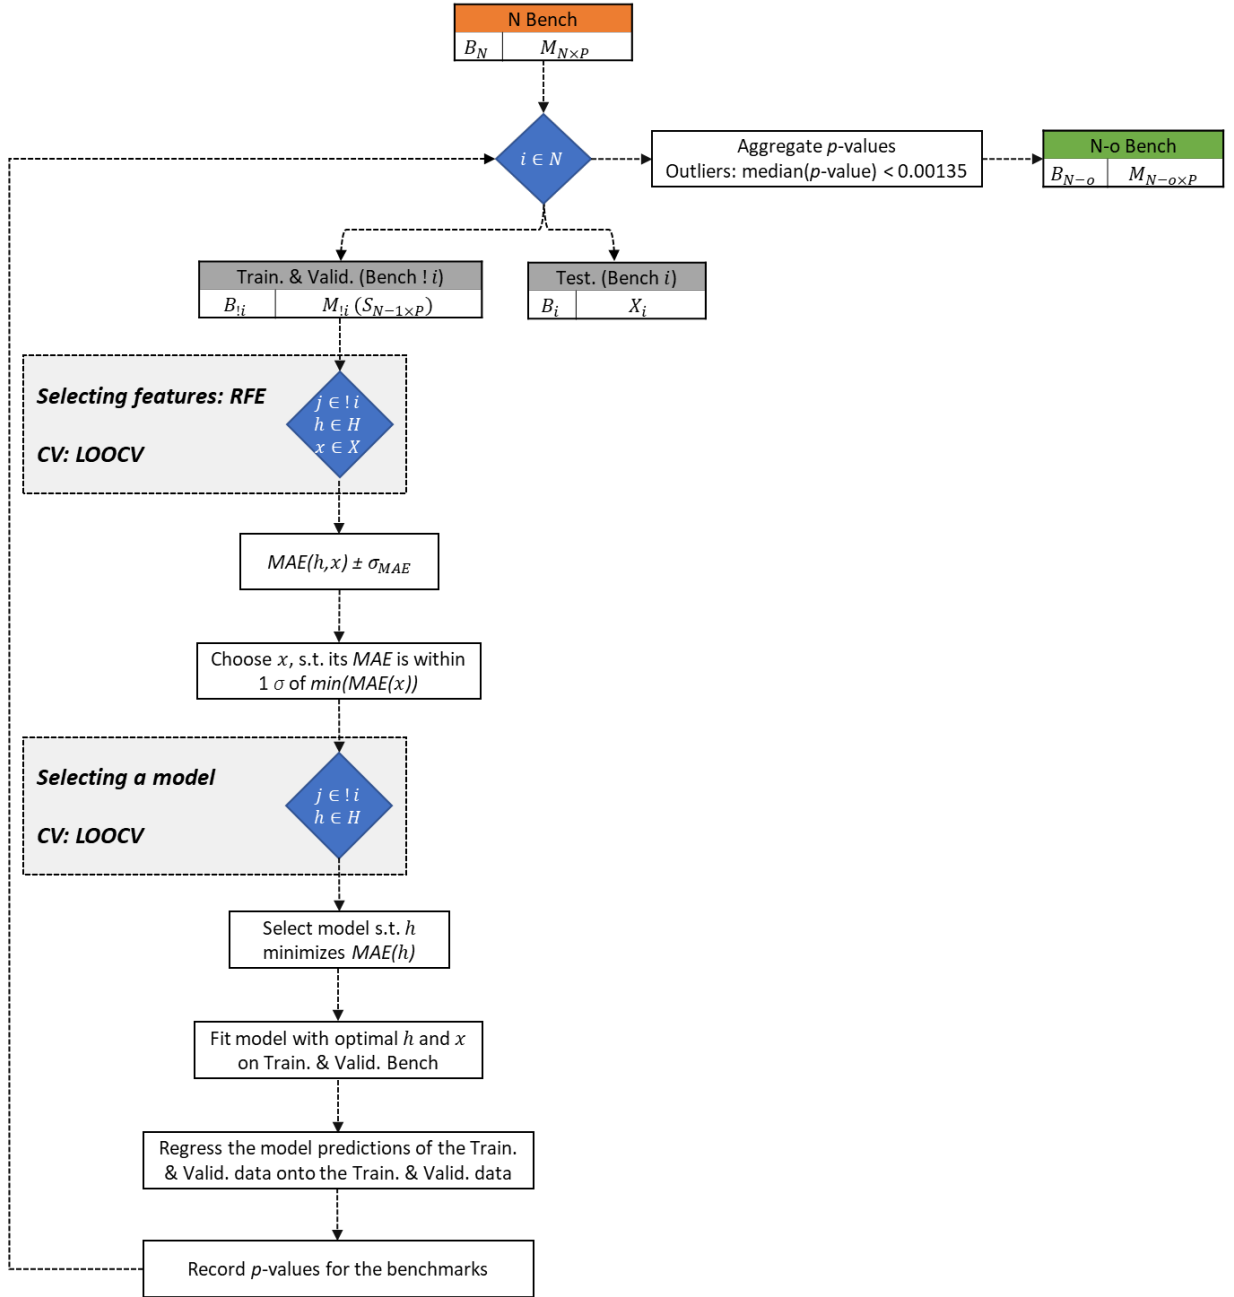 N Bench
B_N M_{N×P}
i ∈ N
Aggregate p-values
Outliers: median(p-value) < 0.00135
N-o Bench
B_{N−o} M_{N−o×P}
Train. & Valid. (Bench ! i)
B_{!i} M_{!i} (S_{N−1×P})
Test. (Bench i)
B_i X_i
Selecting features: RFE
CV: LOOCV
j ∈ ! i
h ∈ H
x ∈ X
MAE(h,x) ± σ_{MAE}
Choose x, s.t. its MAE is within
1 σ of min(MAE(x))
Selecting a model
CV: LOOCV
j ∈ ! i
h ∈ H
Select model s.t. h
minimizes MAE(h)
Fit model with optimal h and x
on Train. & Valid. Bench
Regress the model predictions of the Train.
& Valid. data onto the Train. & Valid. data
Record p-values for the benchmarks